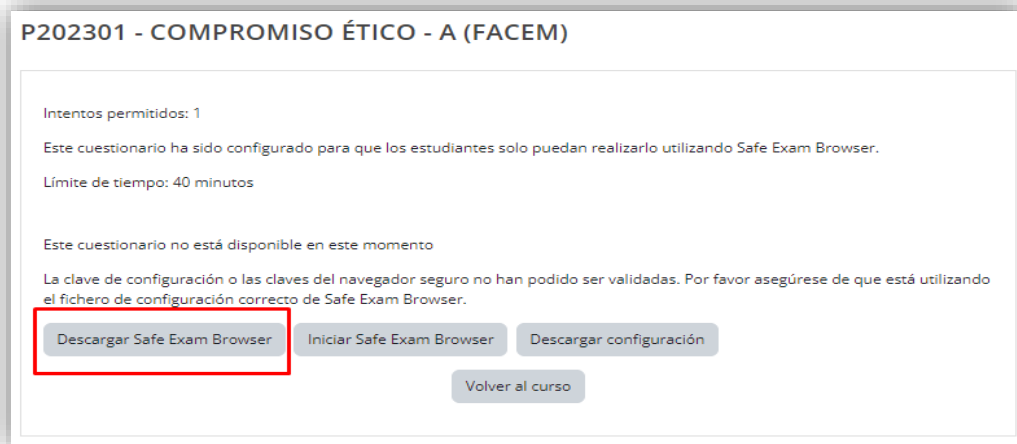 P202301 - COMPROMISO ÉTICO - A (FACEM)
Intentos permitidos: 1
Este cuestionario ha sido configurado para que los estudiantes solo puedan realizarlo utilizando Safe Exam Browser.
Límite de tiempo: 40 minutos
Este cuestionario no está disponible en este momento
La clave de configuración o las claves del navegador seguro no han podido ser validadas. Por favor asegúrese de que está utilizando
el fichero de configuración correcto de Safe Exam Browser.
Descargar Safe Exam Browser Iniciar Safe Exam Browser Descargar configuración
Volver al curso